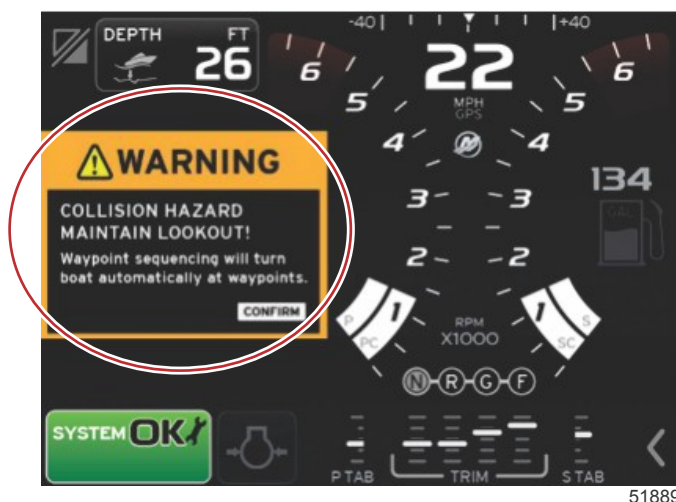 -40 +40
DEPTH FT
26
22
MPH
GPS
6 6
5 5
4 4
3 3
2 2
1 1
134
GAL
WARNING
COLLISION HAZARD
MAINTAIN LOOKOUT!
Waypoint sequencing will turn
boat automatically at waypoints.
CONFIRM
P S
PC SC
RPM
X1000
N R G F
SYSTEM OK
P TAB TRIM S TAB
51889